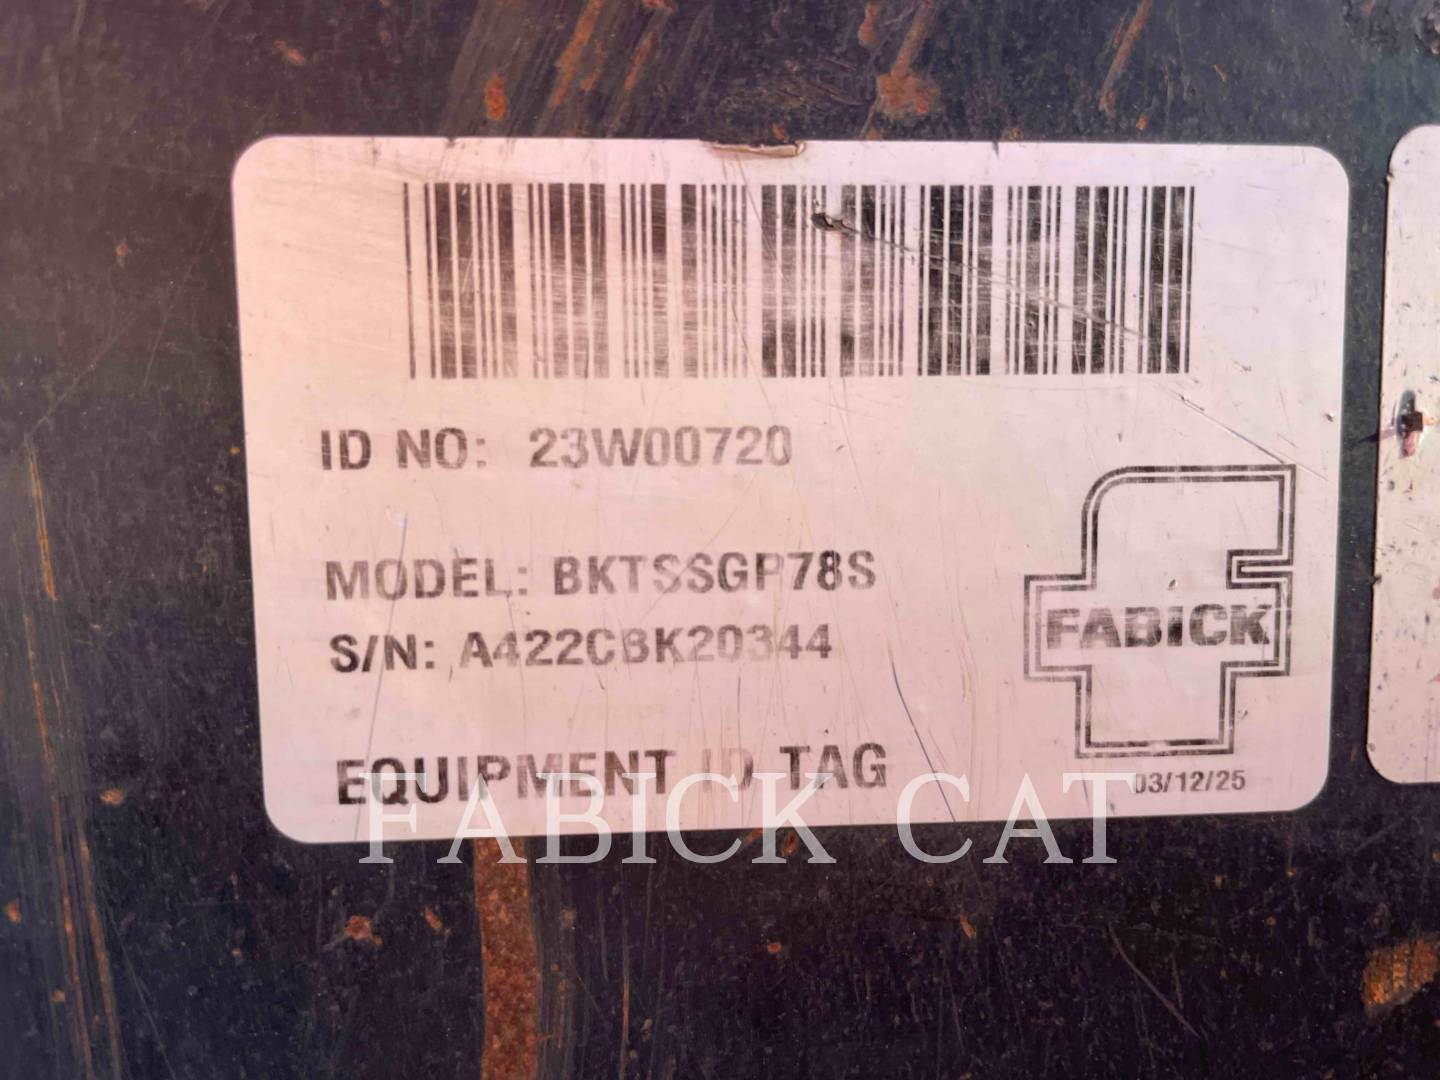 ID NO: 23W00720
MODEL: BKTSSGP78S
S/N: A422CBK20344
FABICK
EQUIPMENT ID TAG
03/12/25
FABICK CAT